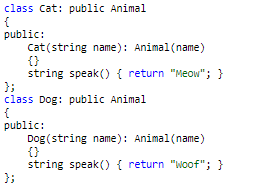 class Cat: public Animal
{
public:
    Cat(string name): Animal(name)
    {}
    string speak() { return "Meow"; }
};
class Dog: public Animal
{
public:
    Dog(string name): Animal(name)
    {}
    string speak() { return "Woof"; }
};